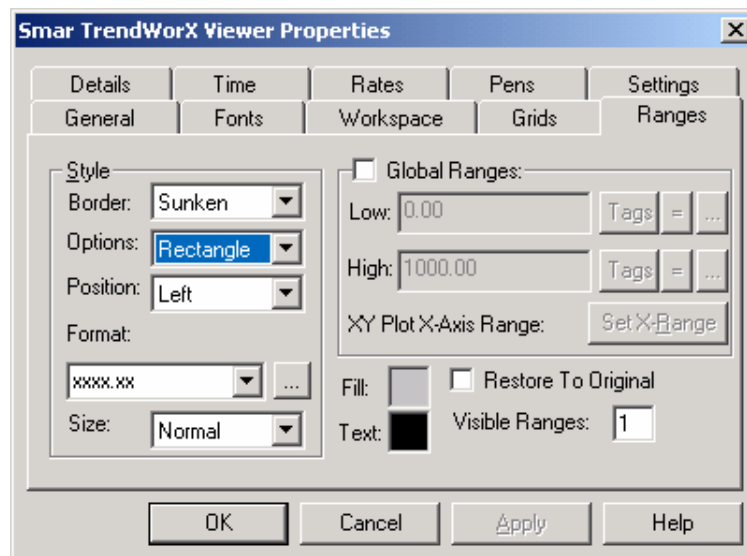 Smar TrendWorX Viewer Properties
Details Time Rates Pens Settings
General Fonts Workspace Grids Ranges
Style
Border: Sunken
Options: Rectangle
Position: Left
Format:
xxxx.xx ...
Size: Normal
Global Ranges:
Low: 0.00 Tags = ...
High: 1000.00 Tags = ...
XY Plot X-Axis Range: Set X-Range
Fill: Restore To Original
Text: Visible Ranges: 1
OK Cancel Apply Help